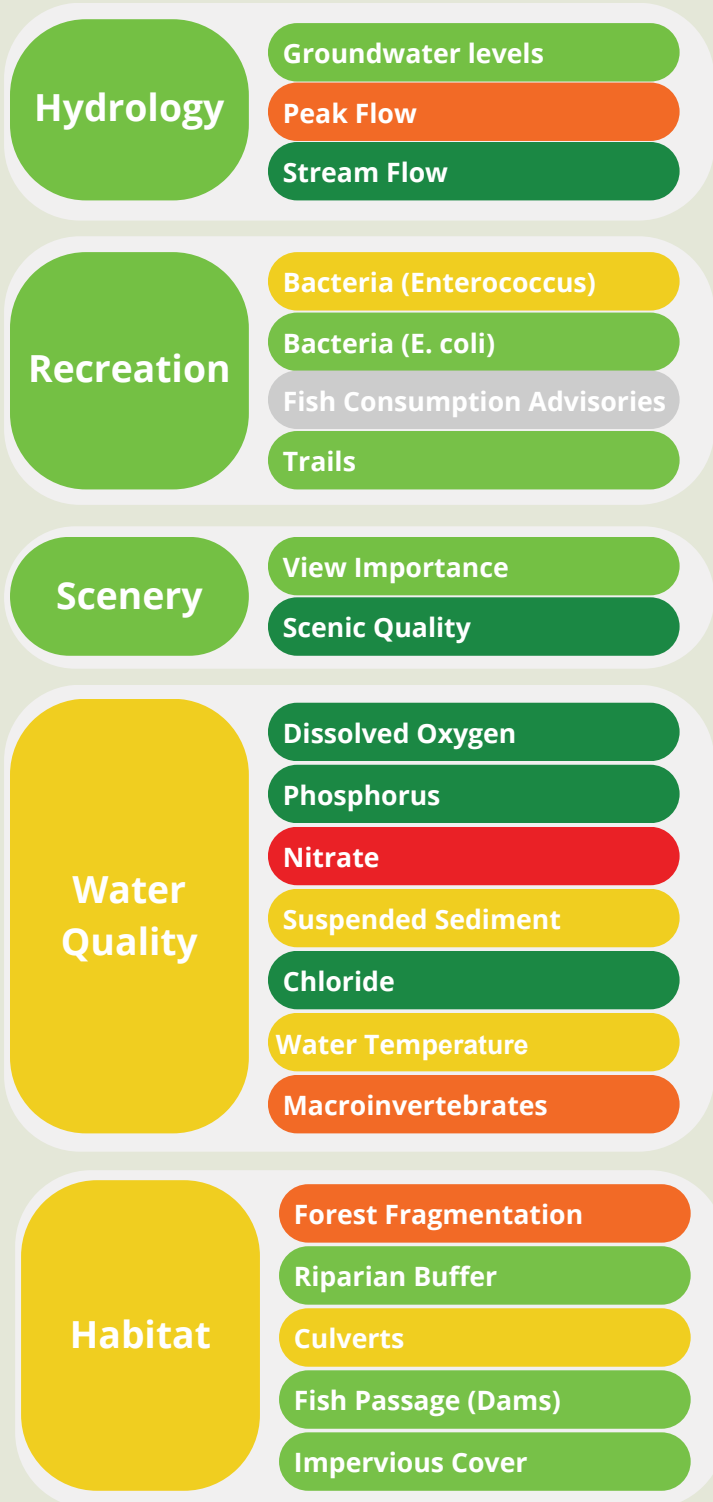 Hydrology
Groundwater levels
Peak Flow
Stream Flow
Recreation
Bacteria (Enterococcus)
Bacteria (E. coli)
Fish Consumption Advisories
Trails
Scenery
View Importance
Scenic Quality
Water
Quality
Dissolved Oxygen
Phosphorus
Nitrate
Suspended Sediment
Chloride
Water Temperature
Macroinvertebrates
Habitat
Forest Fragmentation
Riparian Buffer
Culverts
Fish Passage (Dams)
Impervious Cover